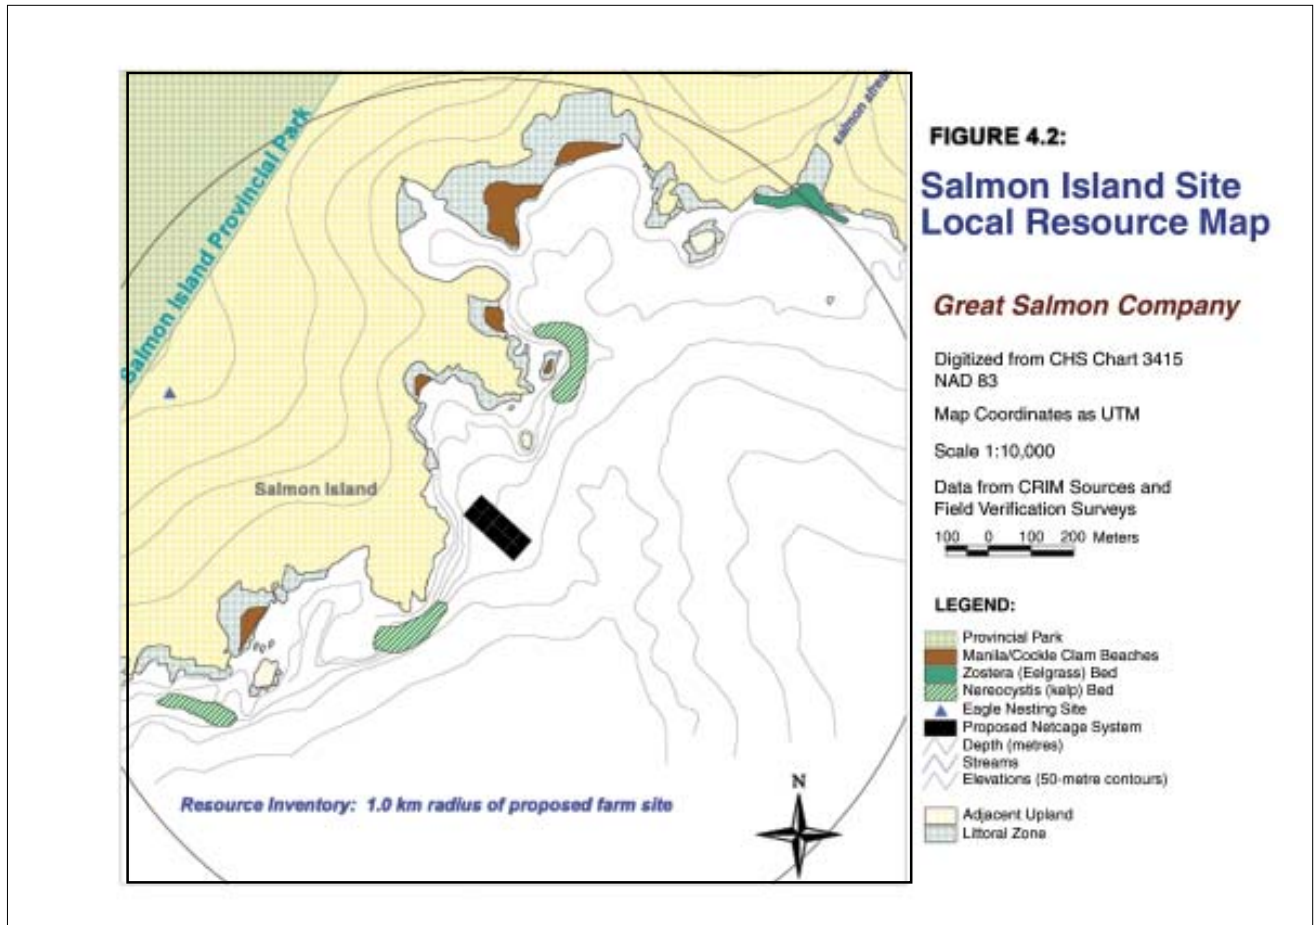 Salmon Island Provincial Park
salmon stream
Salmon Island
Resource Inventory: 1.0 km radius of proposed farm site
N
FIGURE 4.2:
Salmon Island Site
Local Resource Map
Great Salmon Company
Digitized from CHS Chart 3415
NAD 83
Map Coordinates as UTM
Scale 1:10,000
Data from CRIM Sources and
Field Verification Surveys
100 0 100 200 Meters
LEGEND:
Provincial Park
Manila/Cockle Clam Beaches
Zostera (Eelgrass) Bed
Nereocystis (kelp) Bed
Eagle Nesting Site
Proposed Netcage System
Depth (metres)
Streams
Elevations (50-metre contours)
Adjacent Upland
Littoral Zone